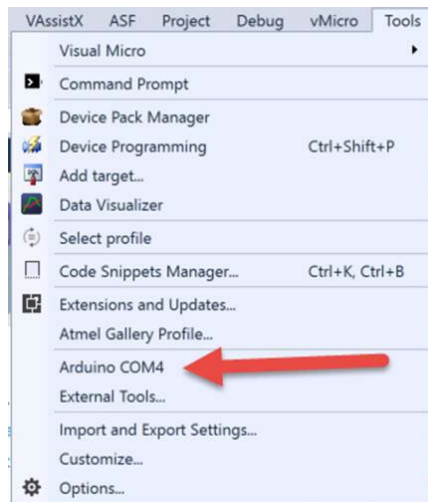 VAssistX ASF Project Debug vMicro Tools
Visual Micro
Command Prompt
Device Pack Manager
Device Programming Ctrl+Shift+P
Add target...
Data Visualizer
Select profile
Code Snippets Manager... Ctrl+K, Ctrl+B
Extensions and Updates...
Atmel Gallery Profile...
Arduino COM4
External Tools...
Import and Export Settings...
Customize...
Options...